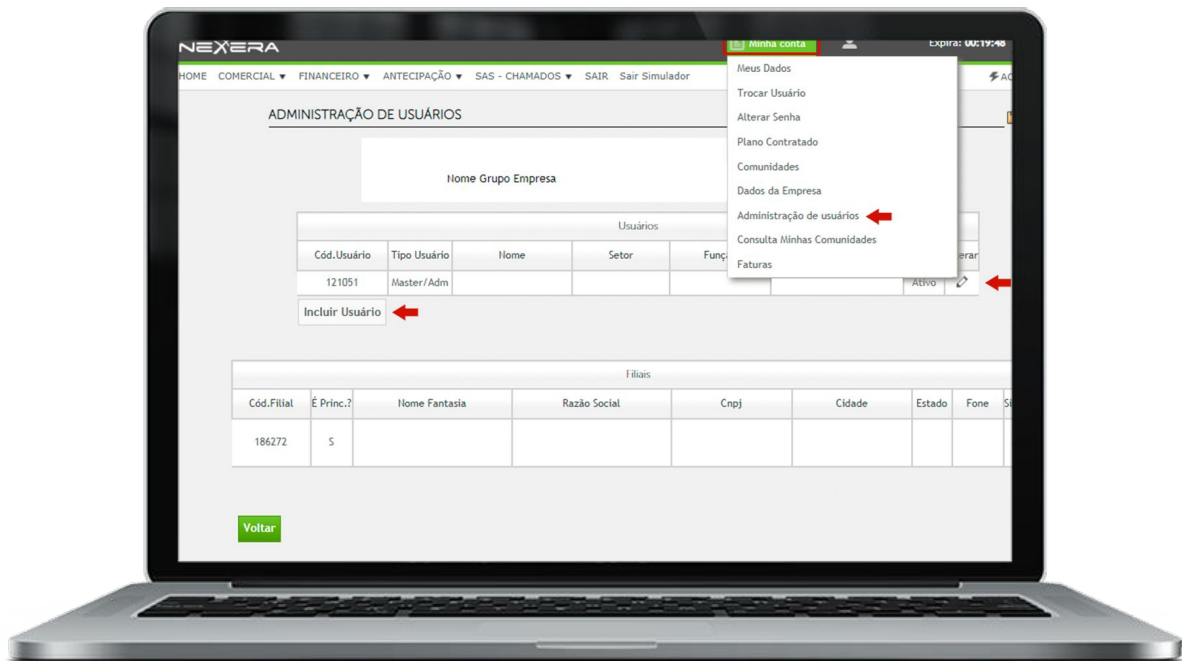 NEXERA
Minha conta
Expira: 00:19:48
HOME COMERCIAL ▼ FINANCEIRO ▼ ANTECIPAÇÃO ▼ SAS - CHAMADOS ▼ SAIR Sair Simulador
Meus Dados
Trocar Usuário
Alterar Senha
Plano Contratado
Comunidades
Dados da Empresa
Administração de usuários
Consulta Minhas Comunidades
Faturas
ADMINISTRAÇÃO DE USUÁRIOS
Nome Grupo Empresa
Usuários
Cód.Usuário Tipo Usuário Nome Setor
121051 Master/Adm Ativo
Incluir Usuário
Filiais
Cód.Filial É Princ.? Nome Fantasia Razão Social Cnpj Cidade Estado Fone
186272 S
Voltar